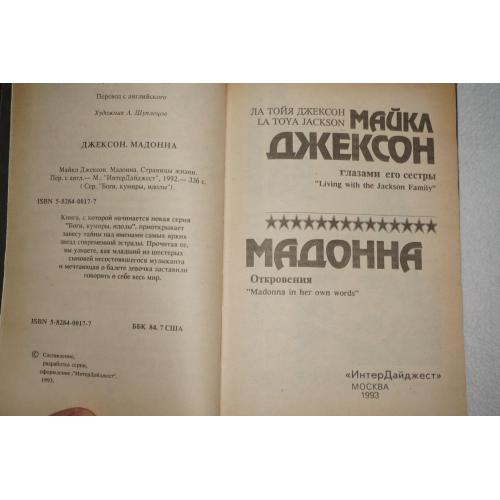 Перевод с английского
Художник А. Шуплецов
ДЖЕКСОН. МАДОННА
Майкл Джексон. Мадонна. Страницы жизни.
Пер. с англ.— М.: "ИнтерДайджест", 1992.— 336 с.
( Сер. "Боги, кумиры, идолы").
ISBN 5-8284-0017-7
Книга, с которой начинается новая серия
"Боги, кумиры, идолы", приоткрывает
завесу тайны над именами самых ярких
звезд современной эстрады. Прочитав ее,
вы узнаете, как младший из шестерых
сыновей несостоявшегося музыканта
и мечтающая о балете девочка заставили
говорить о себе весь мир.
ISBN 5-8284-0017-7
ББК 84. 7 США
© Составление,
разработка серии,
оформление "ИнтерДайджест",
1993.
ЛА ТОЙЯ ДЖЕКСОН
LA TOYA JACKSON
МАЙКЛ
ДЖЕКСОН
глазами его сестры
"Living with the Jackson Family"
МАДОННА
Откровения
"Madonna in her own words"
«ИнтерДайджест»
МОСКВА
1993